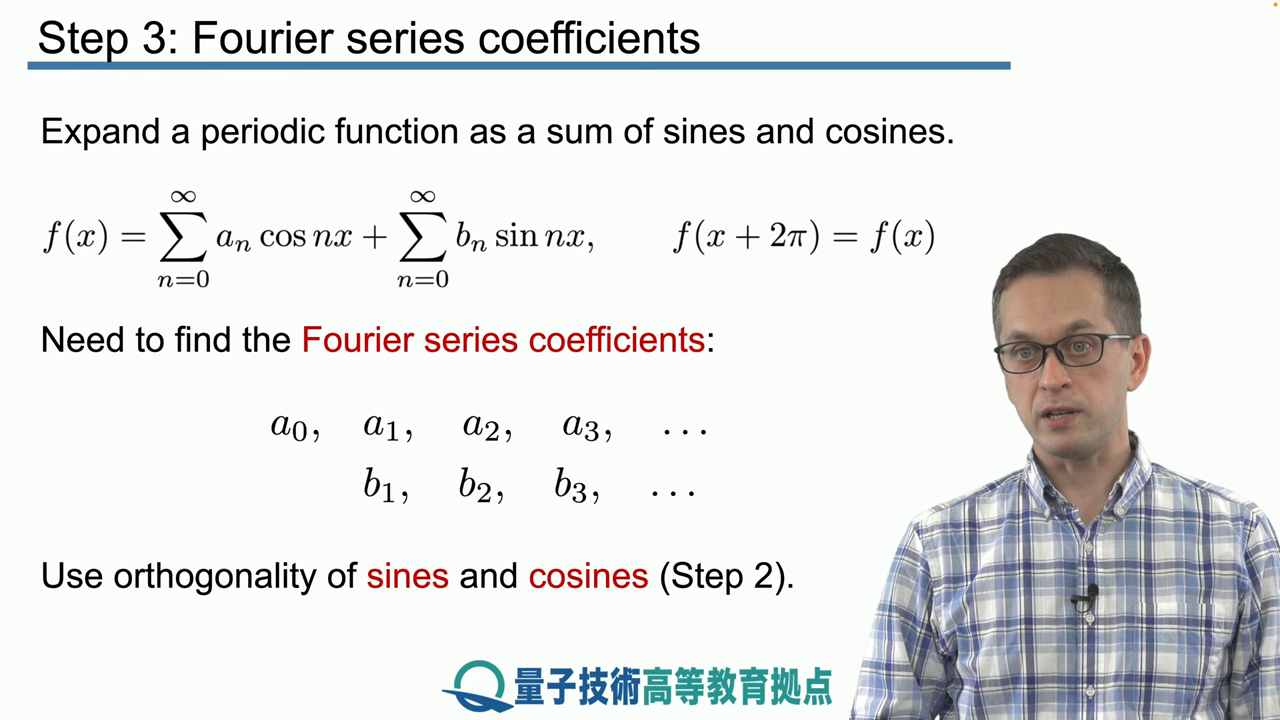 Step 3: Fourier series coefficients
Expand a periodic function as a sum of sines and cosines.
f(x) = ∑_{n=0}^{∞} a_n cos nx + ∑_{n=0}^{∞} b_n sin nx,    f(x + 2π) = f(x)
Need to find the Fourier series coefficients:
a_0, a_1, a_2, a_3, ...
b_1, b_2, b_3, ...
Use orthogonality of sines and cosines (Step 2).
量子技術高等教育拠点